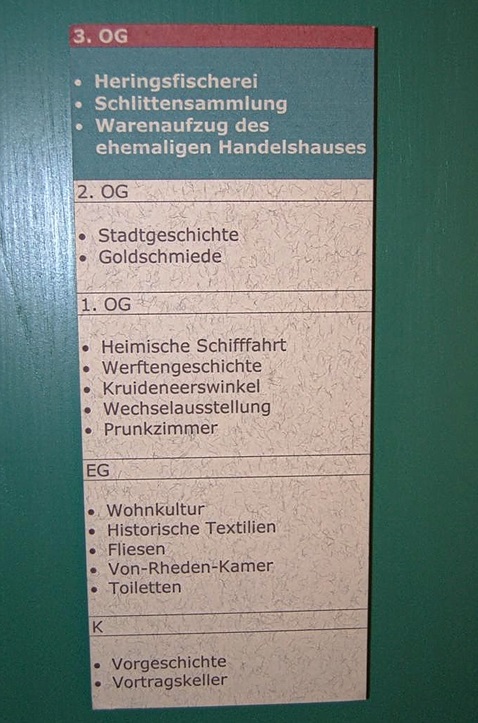 3. OG
• Heringsfischerei
• Schlittensammlung
• Warenaufzug des
ehemaligen Handelshauses
2. OG
• Stadtgeschichte
• Goldschmiede
1. OG
• Heimische Schifffahrt
• Werftengeschichte
• Kruideneerswinkel
• Wechselausstellung
• Prunkzimmer
EG
• Wohnkultur
• Historische Textilien
• Fliesen
• Von-Rheden-Kamer
• Toiletten
K
• Vorgeschichte
• Vortragskeller